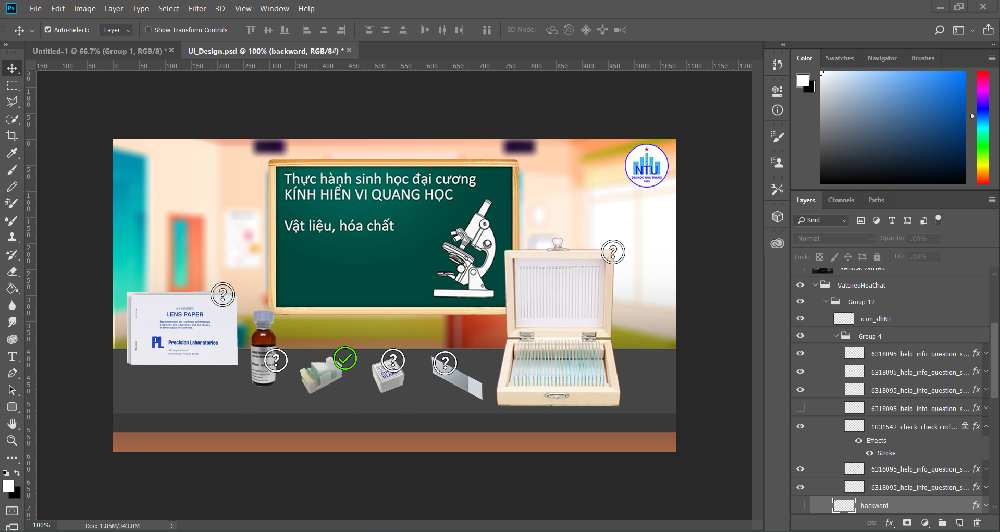 Ps File Edit Image Layer Type Select Filter 3D View Window Help
Auto-Select: Layer Show Transform Controls 3D Mode:
Untitled-1 @ 66.7% (Group 1, RGB/8) * × UI_Design.psd @ 100% (backward, RGB/8#) * ×
150 100 50 0 50 100 150 200 250 300 350 400 450 500 550 600 650 700 750 800 850 900 950 1000 1050 1100 1150 1200
Thực hành sinh học đại cương
KÍNH HIỂN VI QUANG HỌC
Vật liệu, hóa chất
NTU
ĐẠI HỌC NHA TRANG
1959
4 X 6 INCHES
LENS PAPER
Recommended for cleaning microscope
eyepieces and objectives and the lenses
of other optical instruments.
PL Precision Laboratories
415 Airpark Road
Cottonwood, Arizona 86326
GLASS
100% Doc: 1.85M/343.0M
Color Swatches Navigator Brushes
Layers Channels Paths
Kind
Normal Opacity: 100%
Lock: Fill: 100%
XemCacVatLieu
VatLiieuHoaChat
Group 12
icon_dhNT
Group 4
6318095_help_info_question_s... fx
6318095_help_info_question_s... fx
6318095_help_info_question_s... fx
6318095_help_info_question_s... fx
1031542_check_check circl... fx
Effects
Stroke
6318095_help_info_question_s... fx
6318095_help_info_question_s... fx
backward fx